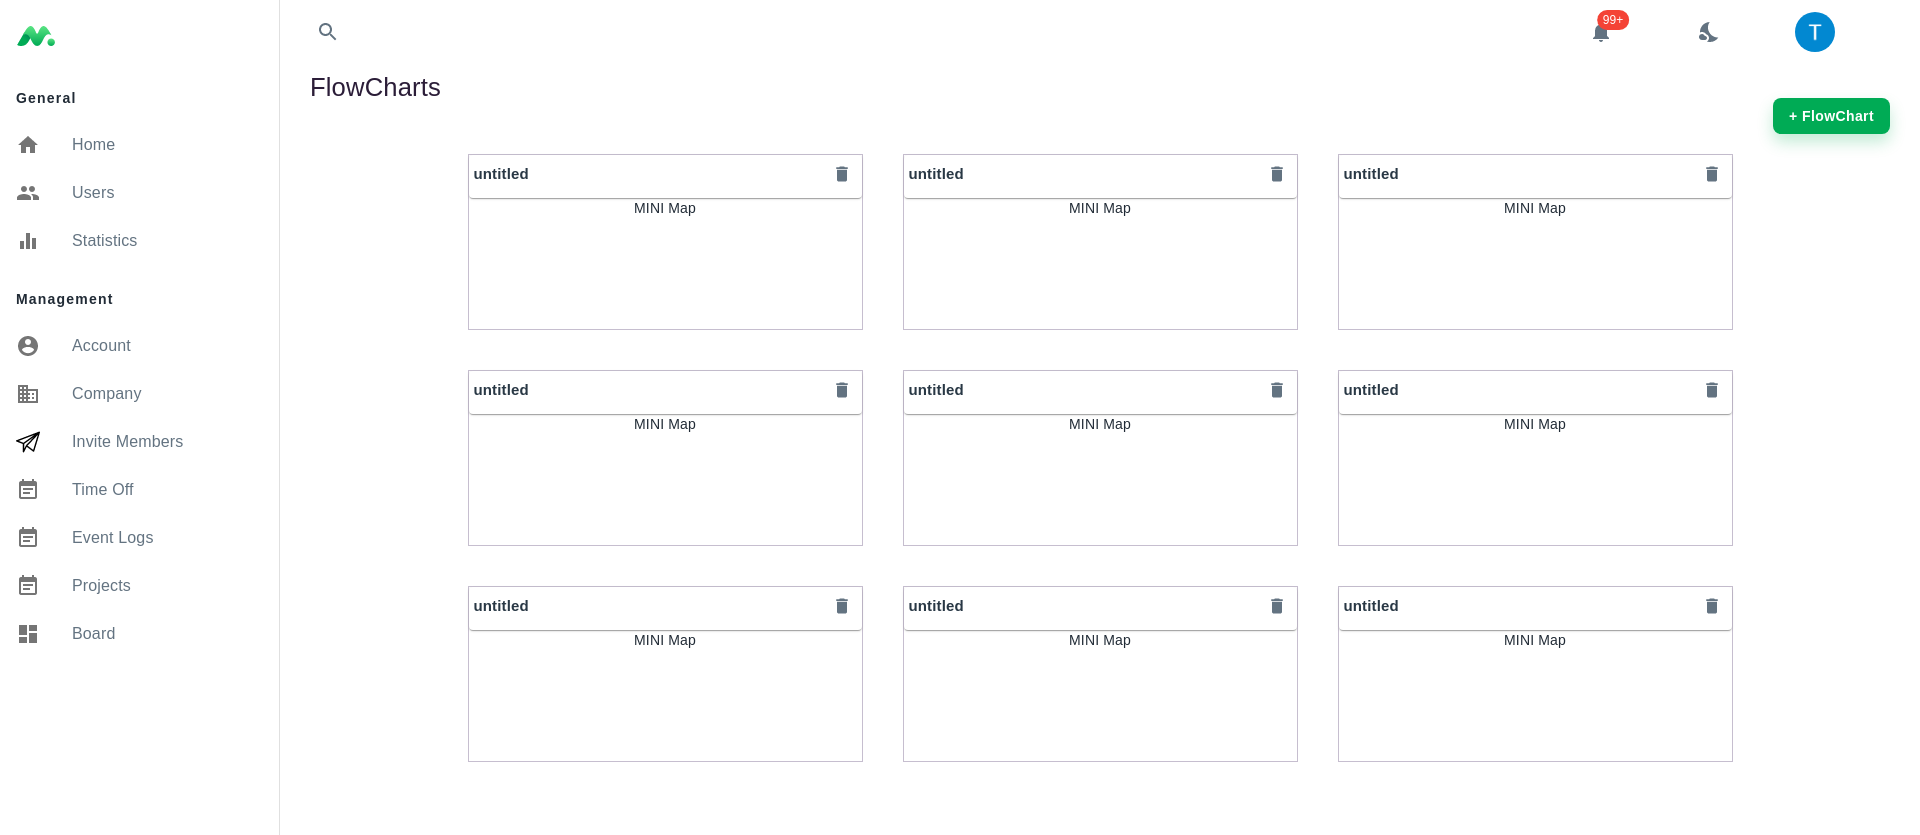 General
Home
Users
Statistics
Management
Account
Company
Invite Members
Time Off
Event Logs
Projects
Board
99+
T
FlowCharts
+ FlowChart
untitled
MINI Map
untitled
MINI Map
untitled
MINI Map
untitled
MINI Map
untitled
MINI Map
untitled
MINI Map
untitled
MINI Map
untitled
MINI Map
untitled
MINI Map